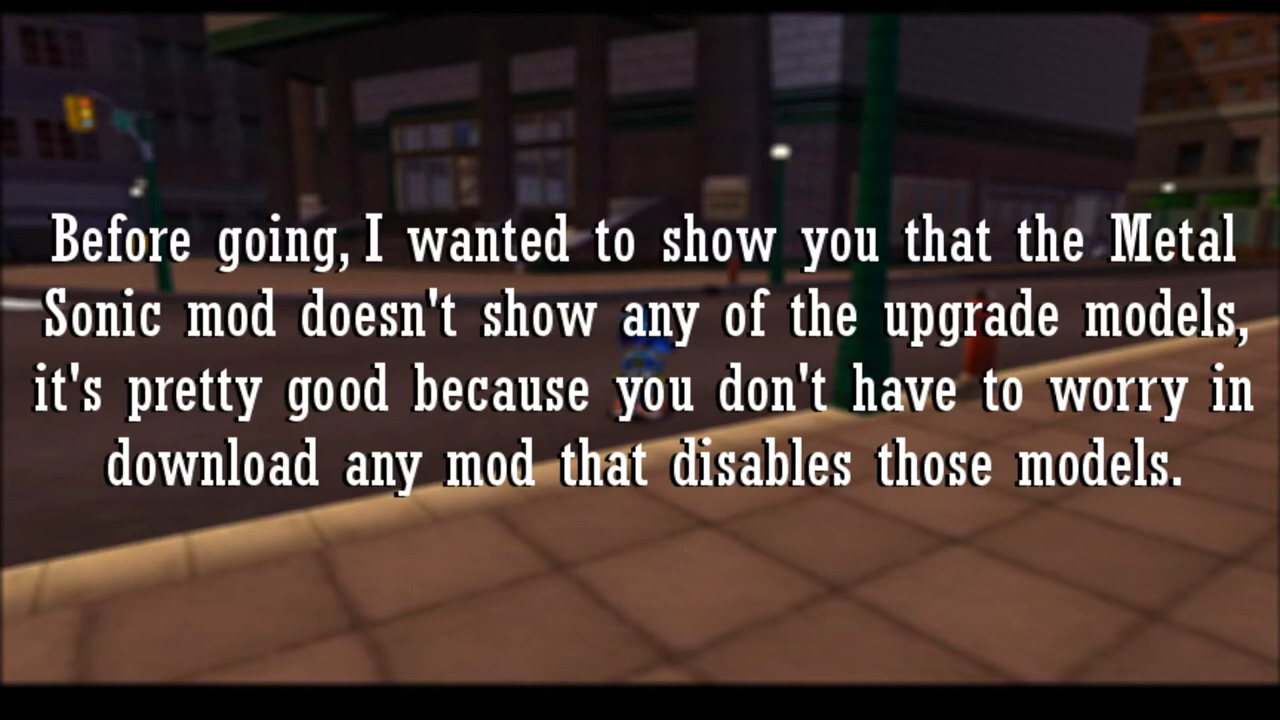 Before going, I wanted to show you that the Metal
Sonic mod doesn't show any of the upgrade models,
it's pretty good because you don't have to worry in
download any mod that disables those models.